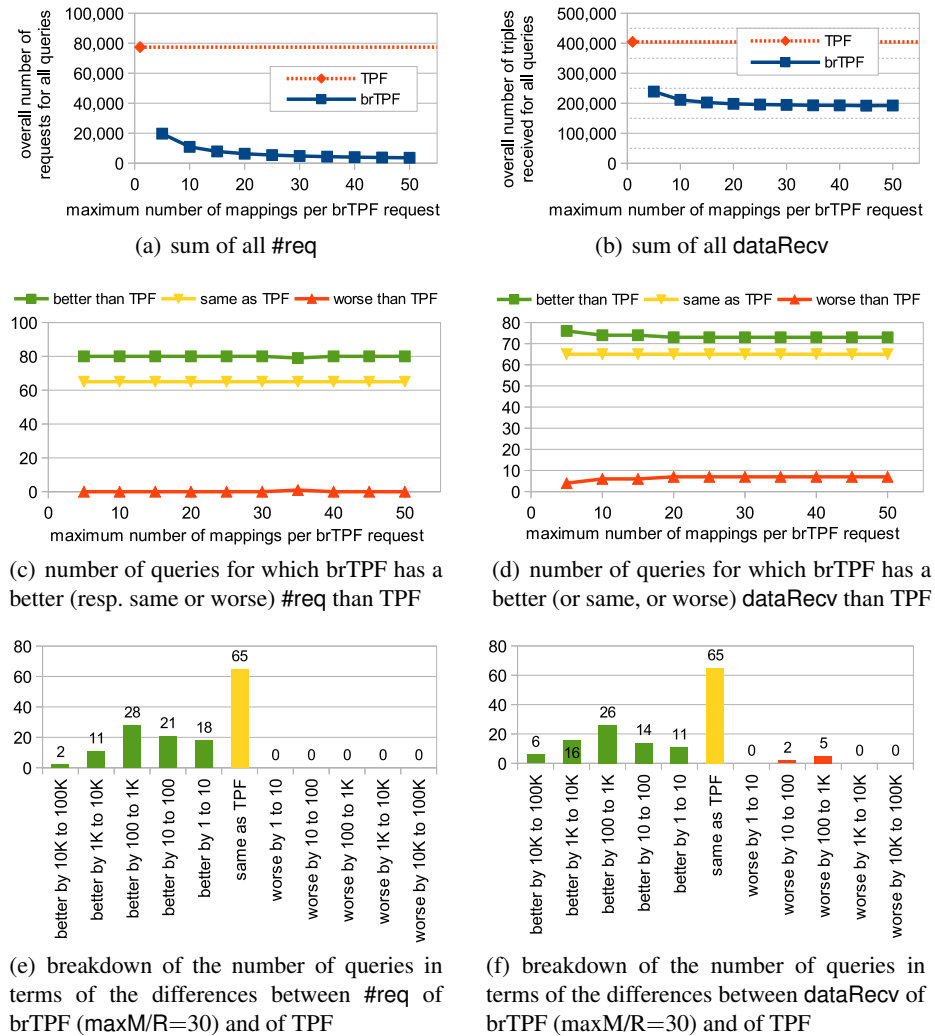 overall number of
requests for all queries
100,000
80,000
60,000
40,000
20,000
0
TPF
brTPF
0 10 20 30 40 50
maximum number of mappings per brTPF request
(a) sum of all #req
overall number of triples
received for all queries
500,000
400,000
300,000
200,000
100,000
0
TPF
brTPF
0 10 20 30 40 50
maximum number of mappings per brTPF request
(b) sum of all dataRecv
better than TPF same as TPF worse than TPF
100
80
60
40
20
0
0 10 20 30 40 50
maximum number of mappings per brTPF request
(c) number of queries for which brTPF has a
better (resp. same or worse) #req than TPF
better than TPF same as TPF worse than TPF
80
70
60
50
40
30
20
10
0
0 10 20 30 40 50
maximum number of mappings per brTPF request
(d) number of queries for which brTPF has a
better (or same, or worse) dataRecv than TPF
80
60
40
20
0
2 11 28 21 18 65 0 0 0 0 0
better by 10K to 100K
better by 1K to 10K
better by 100 to 1K
better by 10 to 100
better by 1 to 10
same as TPF
worse by 1 to 10
worse by 10 to 100
worse by 100 to 1K
worse by 1K to 10K
worse by 10K to 100K
(e) breakdown of the number of queries in
terms of the differences between #req of
brTPF (maxM/R=30) and of TPF
80
60
40
20
0
6 16 26 14 11 65 0 2 5 0 0
better by 10K to 100K
better by 1K to 10K
better by 100 to 1K
better by 10 to 100
better by 1 to 10
same as TPF
worse by 1 to 10
worse by 10 to 100
worse by 100 to 1K
worse by 1K to 10K
worse by 10K to 100K
(f) breakdown of the number of queries in
terms of the differences between dataRecv of
brTPF (maxM/R=30) and of TPF